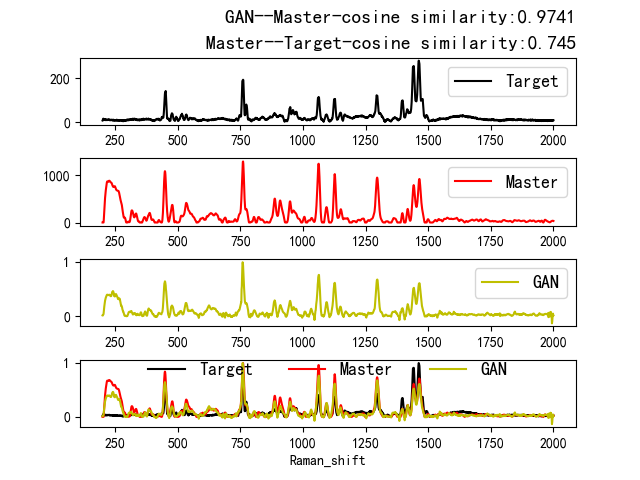 GAN--Master-cosine similarity:0.9741
Master--Target-cosine similarity:0.745
200
0
Target
250 500 750 1000 1250 1500 1750 2000
1000
0
Master
250 500 750 1000 1250 1500 1750 2000
1
0
GAN
250 500 750 1000 1250 1500 1750 2000
1
0
Target Master GAN
250 500 750 1000 1250 1500 1750 2000
Raman_shift